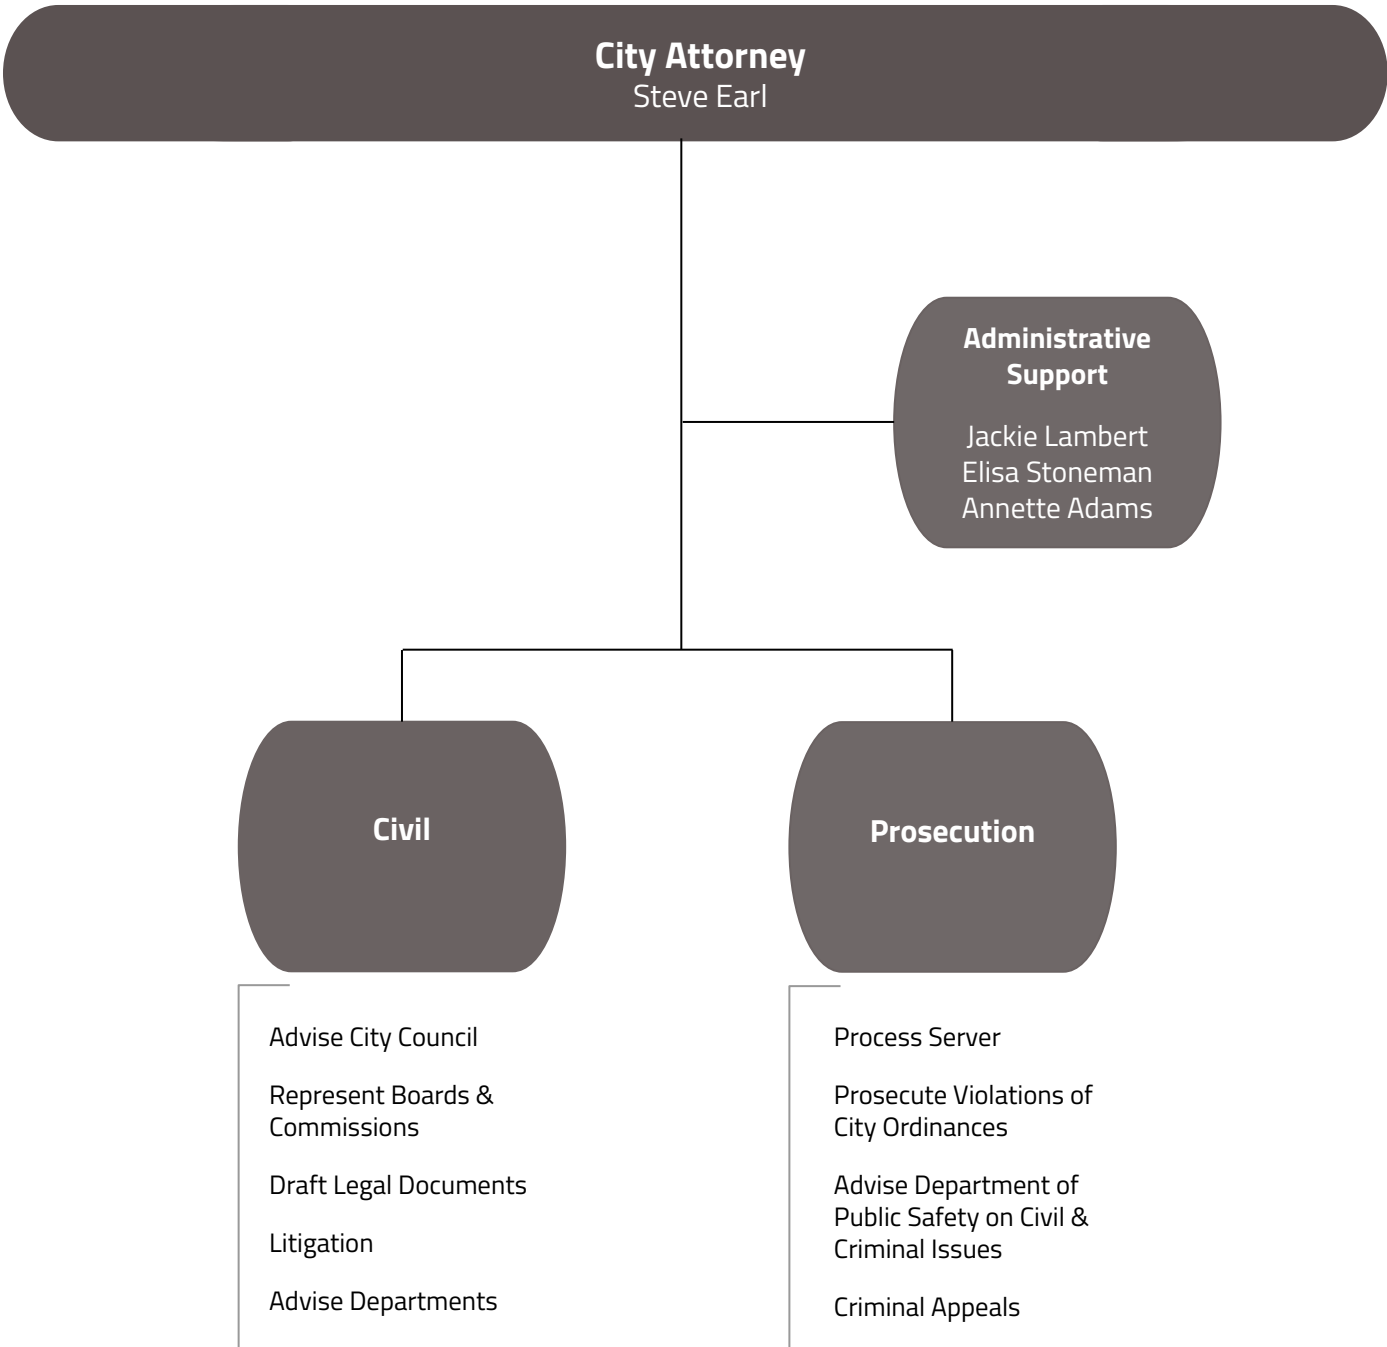 City Attorney
Steve Earl
Administrative
Support
Jackie Lambert
Elisa Stoneman
Annette Adams
Civil
Prosecution
Advise City Council
Represent Boards &
Commissions
Draft Legal Documents
Litigation
Advise Departments
Process Server
Prosecute Violations of
City Ordinances
Advise Department of
Public Safety on Civil &
Criminal Issues
Criminal Appeals